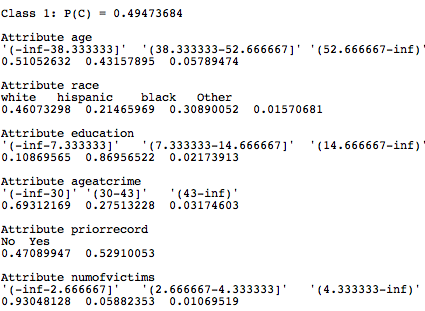 Class 1: P(C) = 0.49473684
Attribute age
'(-inf-38.333333]' '(38.333333-52.666667]' '(52.666667-inf)'
0.51052632 0.43157895 0.05789474
Attribute race
white hispanic black Other
0.46073298 0.21465969 0.30890052 0.01570681
Attribute education
'(-inf-7.333333]' '(7.333333-14.666667]' '(14.666667-inf)'
0.10869565 0.86956522 0.02173913
Attribute ageatcrime
'(-inf-30]' '(30-43]' '(43-inf)'
0.69312169 0.27513228 0.03174603
Attribute priorrecord
No Yes
0.47089947 0.52910053
Attribute numofvictims
'(-inf-2.666667]' '(2.666667-4.333333]' '(4.333333-inf)'
0.93048128 0.05882353 0.01069519